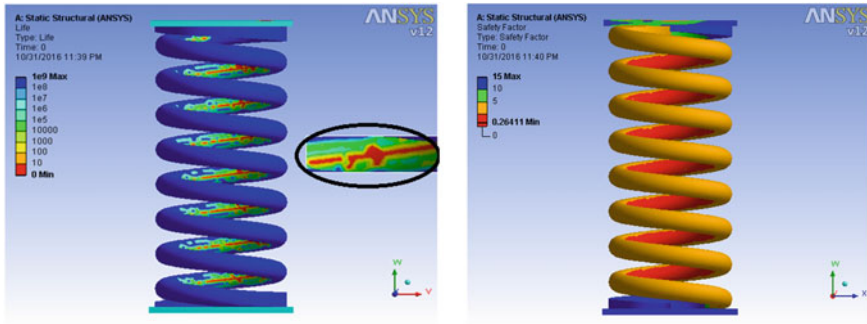 A: Static Structural (ANSYS)
Life
Type: Life
Time: 0
10/31/2016 11:39 PM
1e9 Max
1e8
1e7
1e6
1e5
10000
1000
100
10
0 Min
ANSYS
v12
W
V
A: Static Structural (ANSYS)
Safety Factor
Type: Safety Factor
Time: 0
10/31/2016 11:40 PM
15 Max
10
5
0.26411 Min
0
ANSYS
v12
W
X